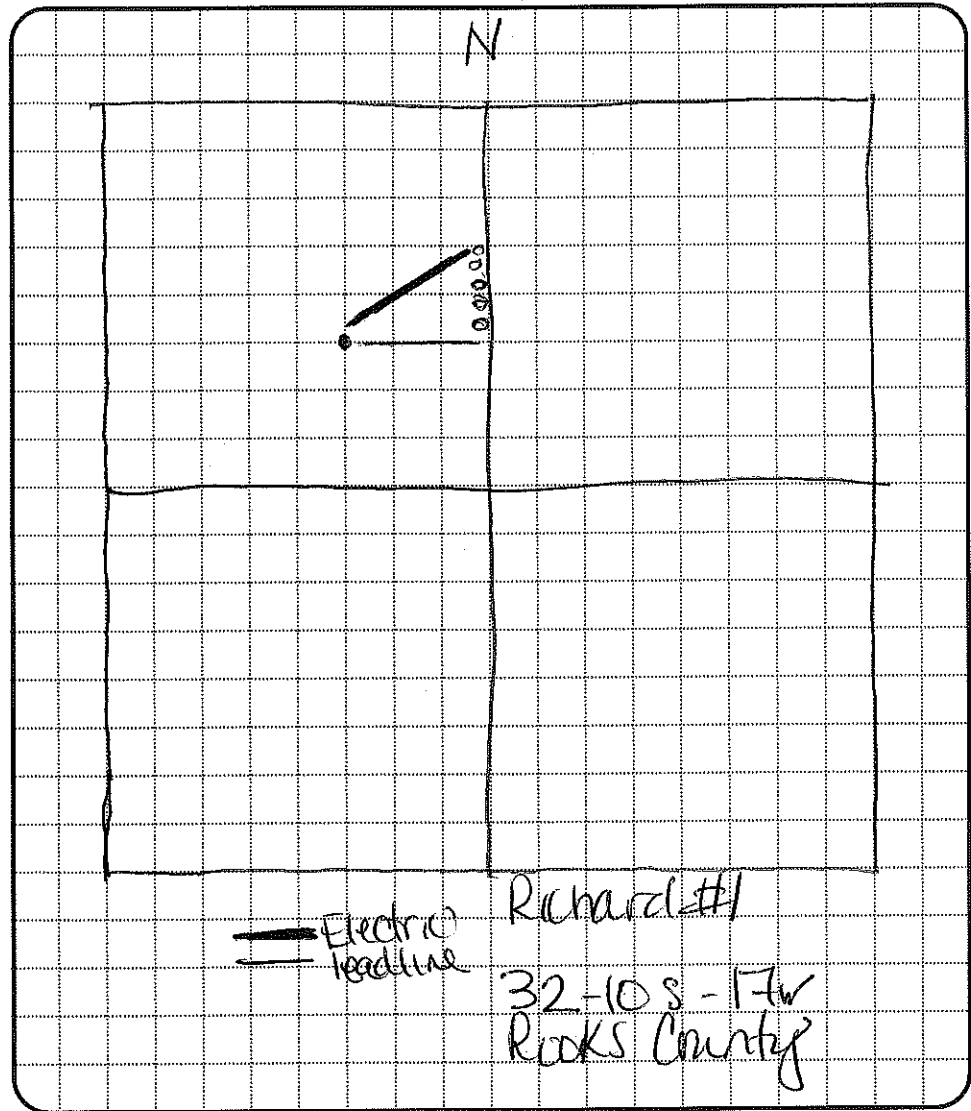 N
Richard #1
Electric
leadline
32-10s-17w
Rooks County